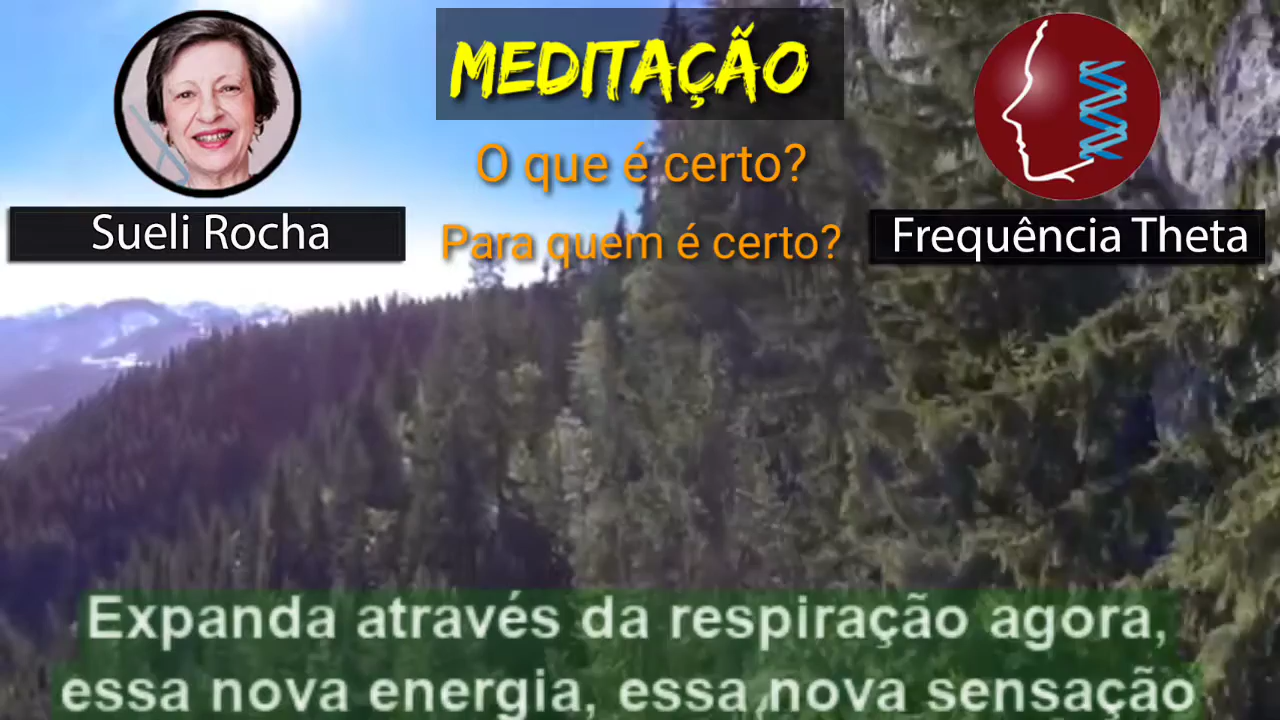 MEDITAÇÃO
O que é certo?
Para quem é certo?
Sueli Rocha
Frequência Theta
Expanda através da respiração agora,
essa nova energia, essa nova sensação